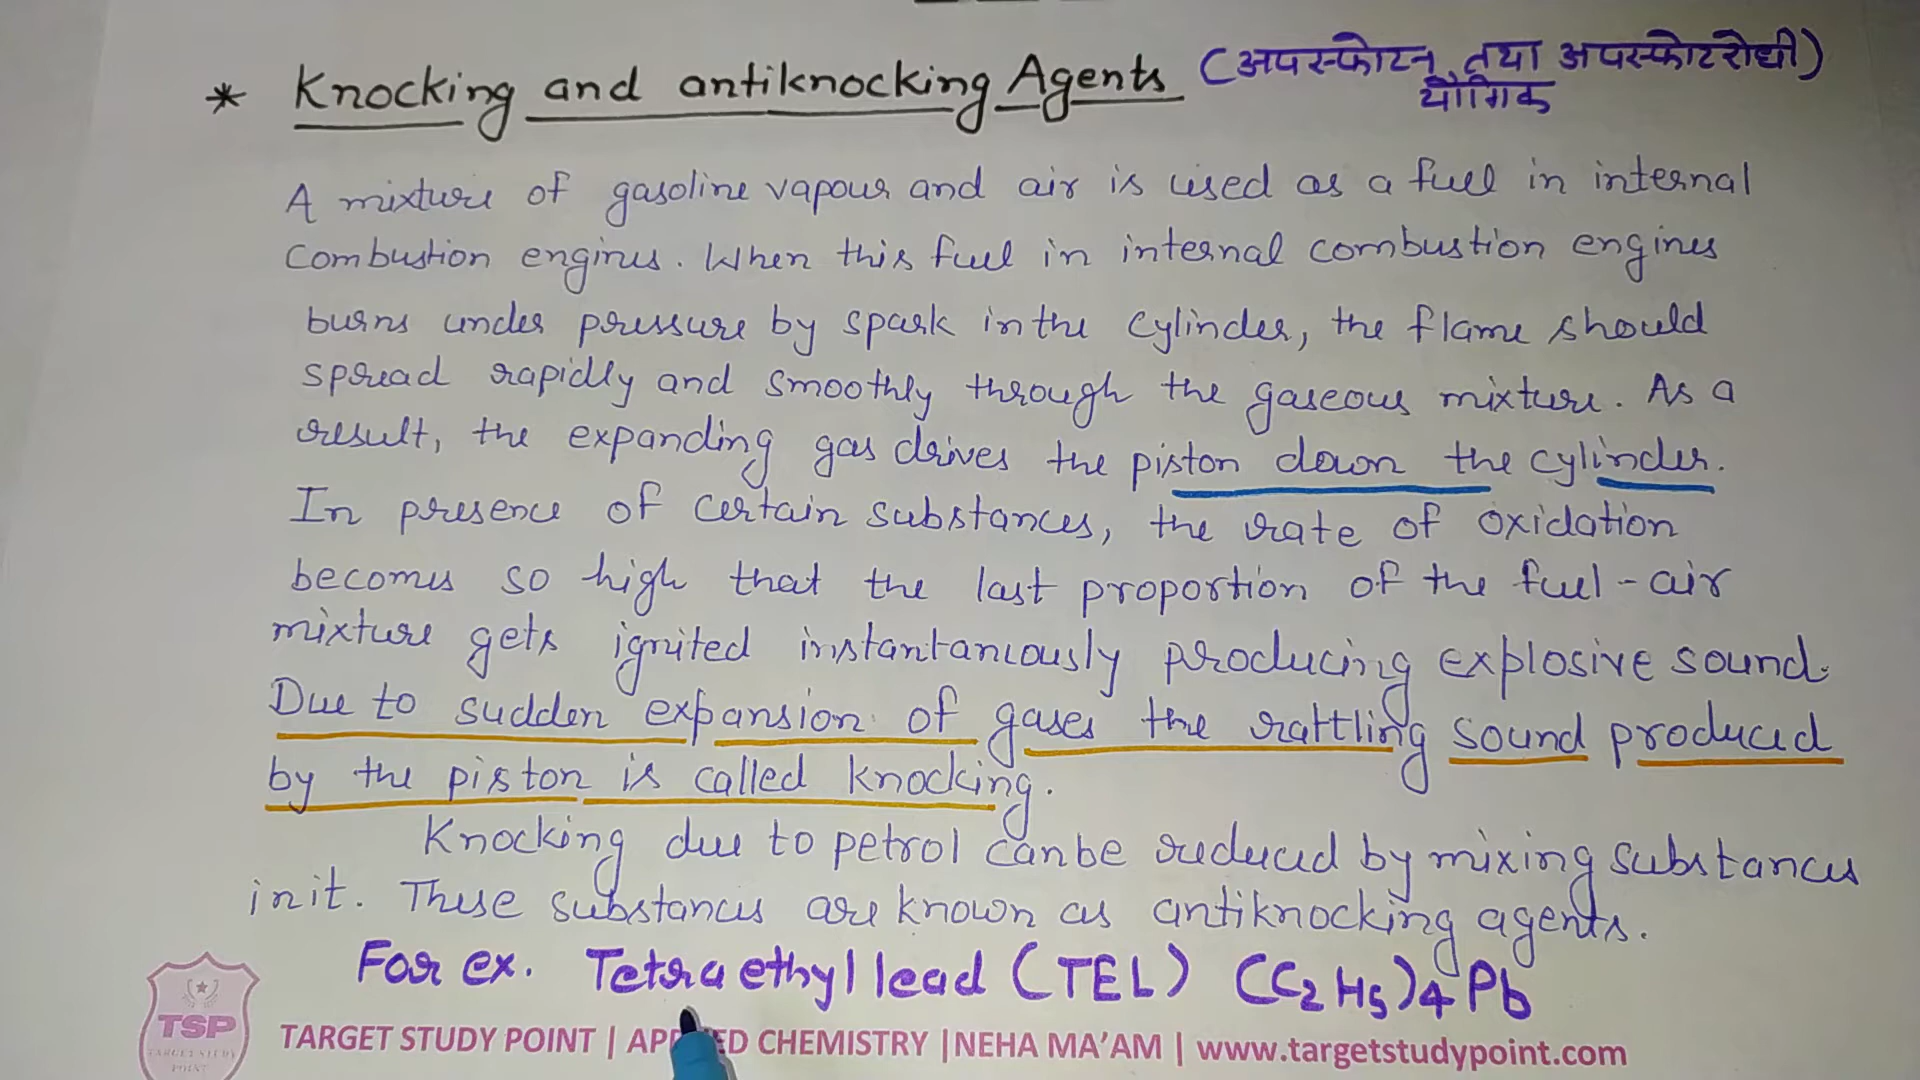 * Knocking and antiknocking Agents (अपस्फोटन तथा अपस्फोटरोधी)
यौगिक
A mixture of gasoline vapour and air is used as a fuel in internal
Combustion engines. When this fuel in internal combustion engines
burns under pressure by spark in the cylinder, the flame should
spread rapidly and smoothly through the gaseous mixture. As a
result, the expanding gas drives the piston down the cylinder.
In presence of certain substances, the rate of oxidation
becomes so high that the last proportion of the fuel-air
mixture gets ignited instantaneously producing explosive sound.
Due to sudden expansion of gases the rattling sound produced
by the piston is called knocking.
Knocking due to petrol can be reduced by mixing substances
in it. These substances are known as antiknocking agents.
For ex. Tetraethyl lead (TEL) (C2H5)4Pb
TSP
TARGET STUDY
POINT
TARGET STUDY POINT | APPLIED CHEMISTRY | NEHA MA'AM | www.targetstudypoint.com